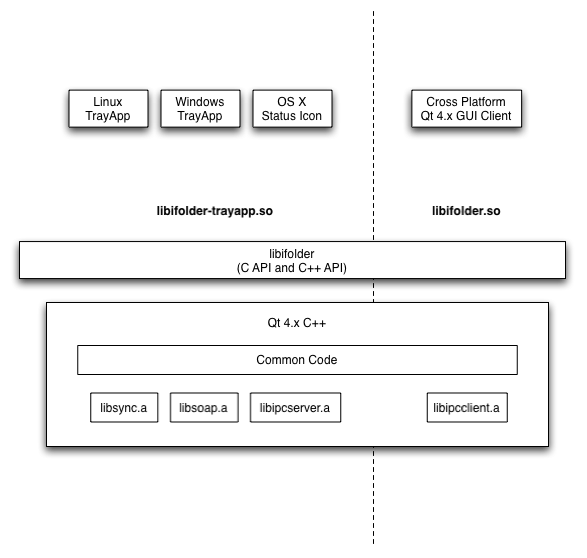 Linux
TrayApp
Windows
TrayApp
OS X
Status Icon
Cross Platform
Qt 4.x GUI Client
libifolder-trayapp.so
libifolder.so
libifolder
(C API and C++ API)
Qt 4.x C++
Common Code
libsync.a
libsoap.a
libipcserver.a
libipcclient.a